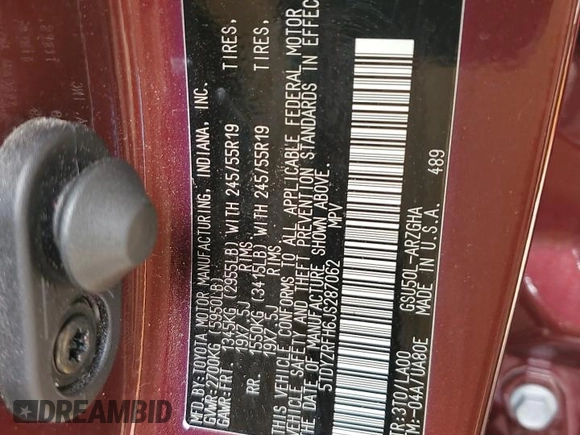 MFD.BY:TOYOTA MOTOR MANUFACTURING, INDIANA, INC.
GVWR 2700KG (5950LB)
GAWR:FRT. 1345KG (2955LB) WITH 245/55R19 TIRES,
19X7.5J RIMS
RR. 1550KG (3415LB) WITH 245/55R19 TIRES,
19X7.5J RIMS
THIS VEHICLE CONFORMS TO ALL APPLICABLE FEDERAL MOTOR
VEHICLE SAFETY AND THEFT PREVENTION STANDARDS IN EFFECT
ON THE DATE OF MANUFACTURE SHOWN ABOVE.
5TDYZRFH6JS287062 MPV
TR:3T0/LA00 GSU50L-ARZGHA
TM:-04A/UA80E MADE IN U.S.A. 489
DREAMBID